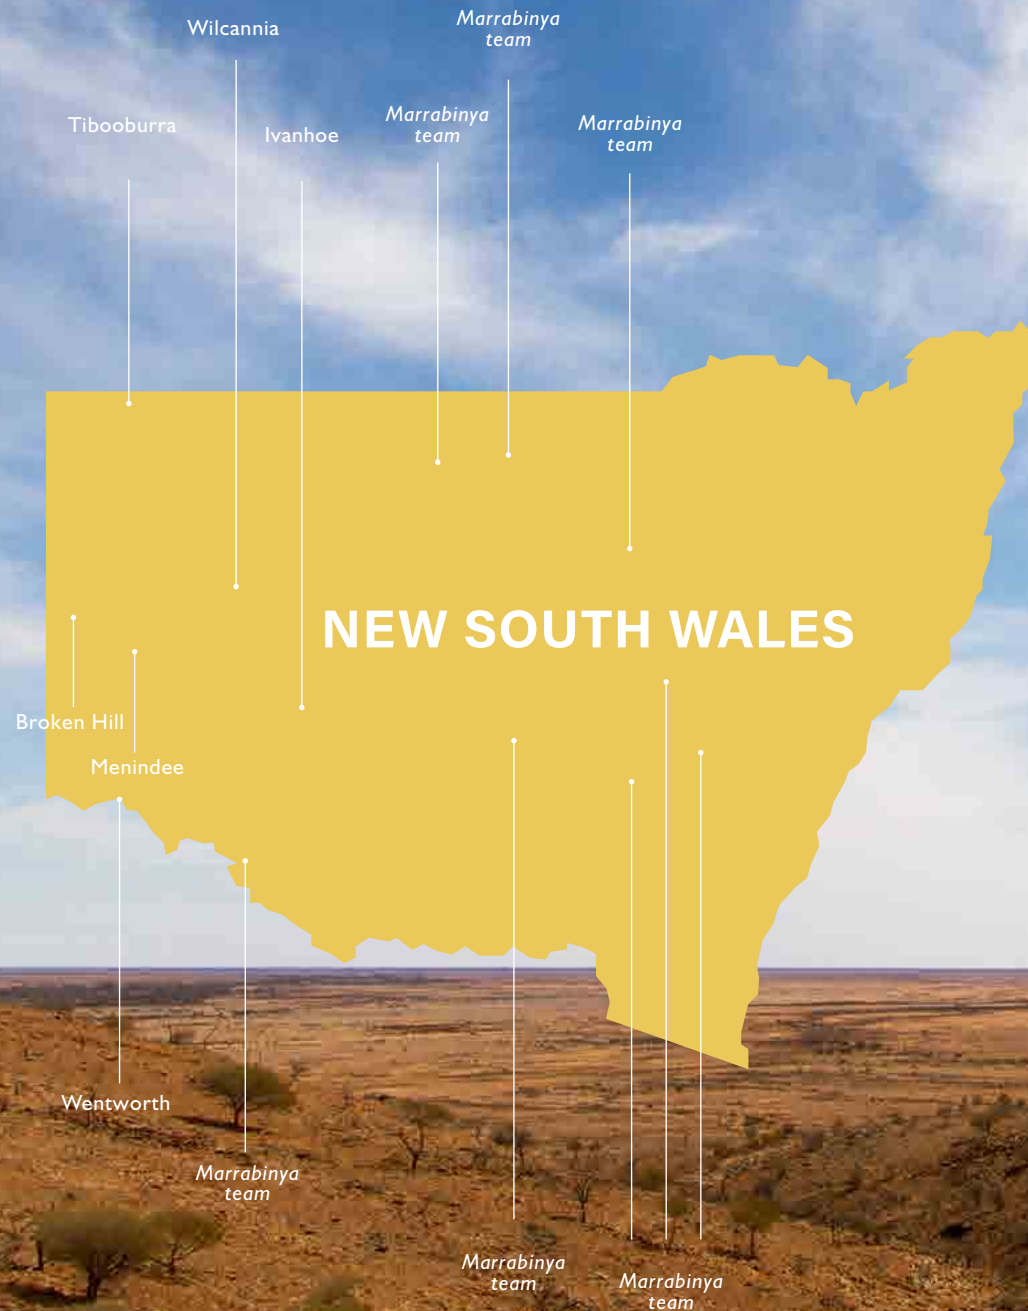 Wilcannia
Marrabinya
team
Tibooburra
Ivanhoe
Marrabinya
team
Marrabinya
team
NEW SOUTH WALES
Broken Hill
Menindee
Wentworth
Marrabinya
team
Marrabinya
team
Marrabinya
team